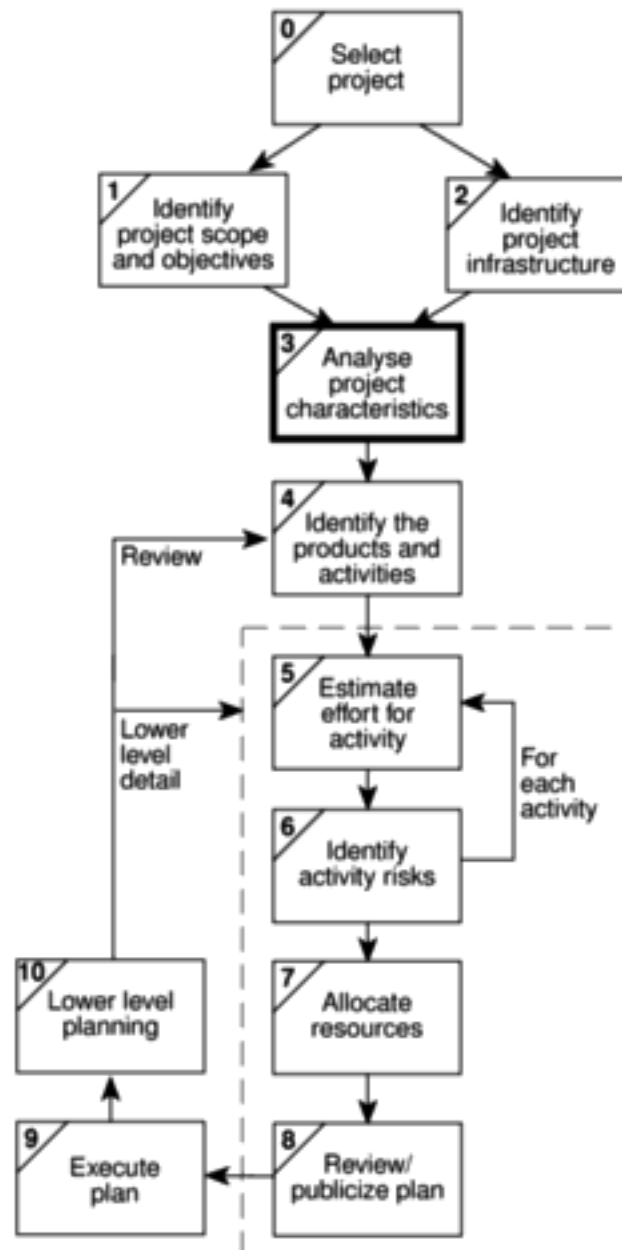 0
Select
project
1
Identify
project scope
and objectives
2
Identify
project
infrastructure
3
Analyse
project
characteristics
4
Identify the
products and
activities
Review
5
Estimate
effort for
activity
Lower
level
detail
For
each
activity
6
Identify
activity risks
10
Lower level
planning
7
Allocate
resources
9
Execute
plan
8
Review/
publicize plan